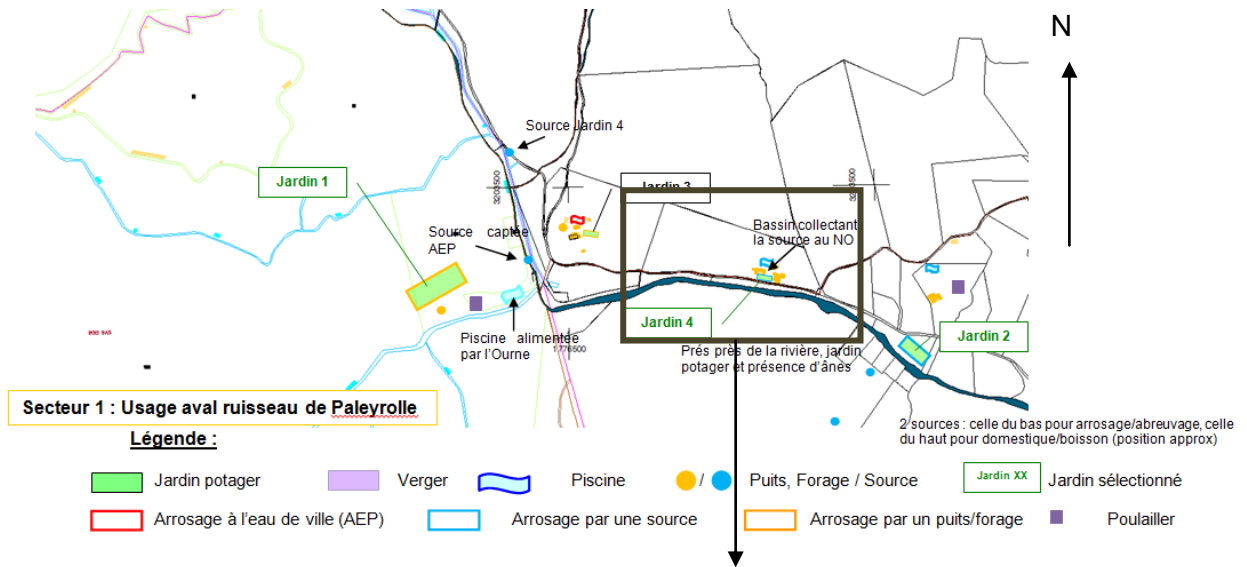 N
Source Jardin 4
Jardin 1
3203500
Jardin 3
3203500
Source captée
AEP
Bassin collectant
la source au NO
Jardin 4
Jardin 2
Piscine alimentée
par l'Ourne
1776500
Prés près de la rivière, jardin
potager et présence d'ânes
Secteur 1 : Usage aval ruisseau de Paleyrolle
2 sources : celle du bas pour arrosage/abreuvage, celle
du haut pour domestique/boisson (position approx)
Légende :
Jardin potager
Verger
Piscine
/
Puits, Forage / Source
Jardin XX
Jardin sélectionné
Arrosage à l'eau de ville (AEP)
Arrosage par une source
Arrosage par un puits/forage
Poulailler